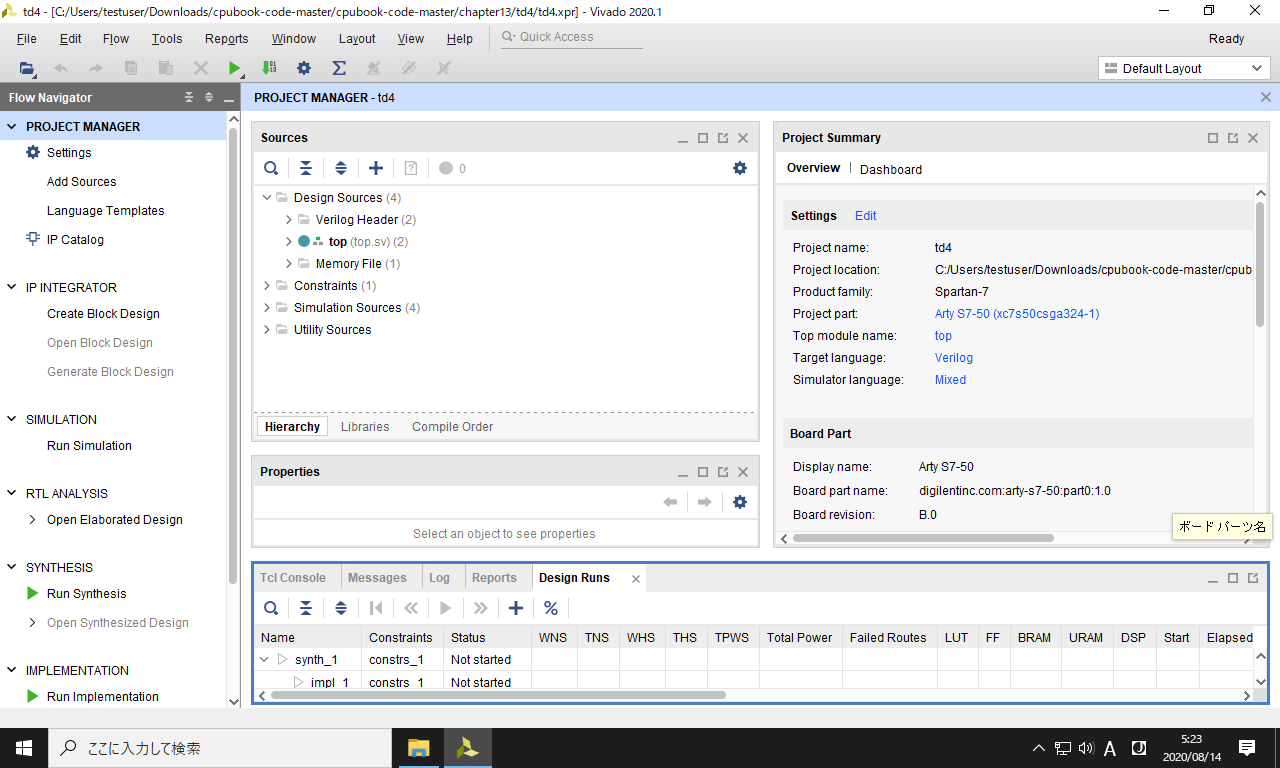 td4 - [C:/Users/testuser/Downloads/cpubook-code-master/cpubook-code-master/chapter13/td4/td4.xpr] - Vivado 2020.1
File Edit Flow Tools Reports Window Layout View Help Quick Access Ready
Default Layout
Flow Navigator
PROJECT MANAGER
Settings
Add Sources
Language Templates
IP Catalog
IP INTEGRATOR
Create Block Design
Open Block Design
Generate Block Design
SIMULATION
Run Simulation
RTL ANALYSIS
Open Elaborated Design
SYNTHESIS
Run Synthesis
Open Synthesized Design
IMPLEMENTATION
Run Implementation
PROJECT MANAGER - td4
Sources
0
Design Sources (4)
Verilog Header (2)
top (top.sv) (2)
Memory File (1)
Constraints (1)
Simulation Sources (4)
Utility Sources
Hierarchy Libraries Compile Order
Properties
Select an object to see properties
Project Summary
Overview | Dashboard
Settings Edit
Project name: td4
Project location: C:/Users/testuser/Downloads/cpubook-code-master/cpub
Product family: Spartan-7
Project part: Arty S7-50 (xc7s50csga324-1)
Top module name: top
Target language: Verilog
Simulator language: Mixed
Board Part
Display name: Arty S7-50
Board part name: digilentinc.com:arty-s7-50:part0:1.0
Board revision: B.0
ボード パーツ名
Tcl Console Messages Log Reports Design Runs
Name Constraints Status WNS TNS WHS THS TPWS Total Power Failed Routes LUT FF BRAM URAM DSP Start Elapsed
synth_1 constrs_1 Not started
impl_1 constrs_1 Not started
ここに入力して検索
A J
5:23
2020/08/14